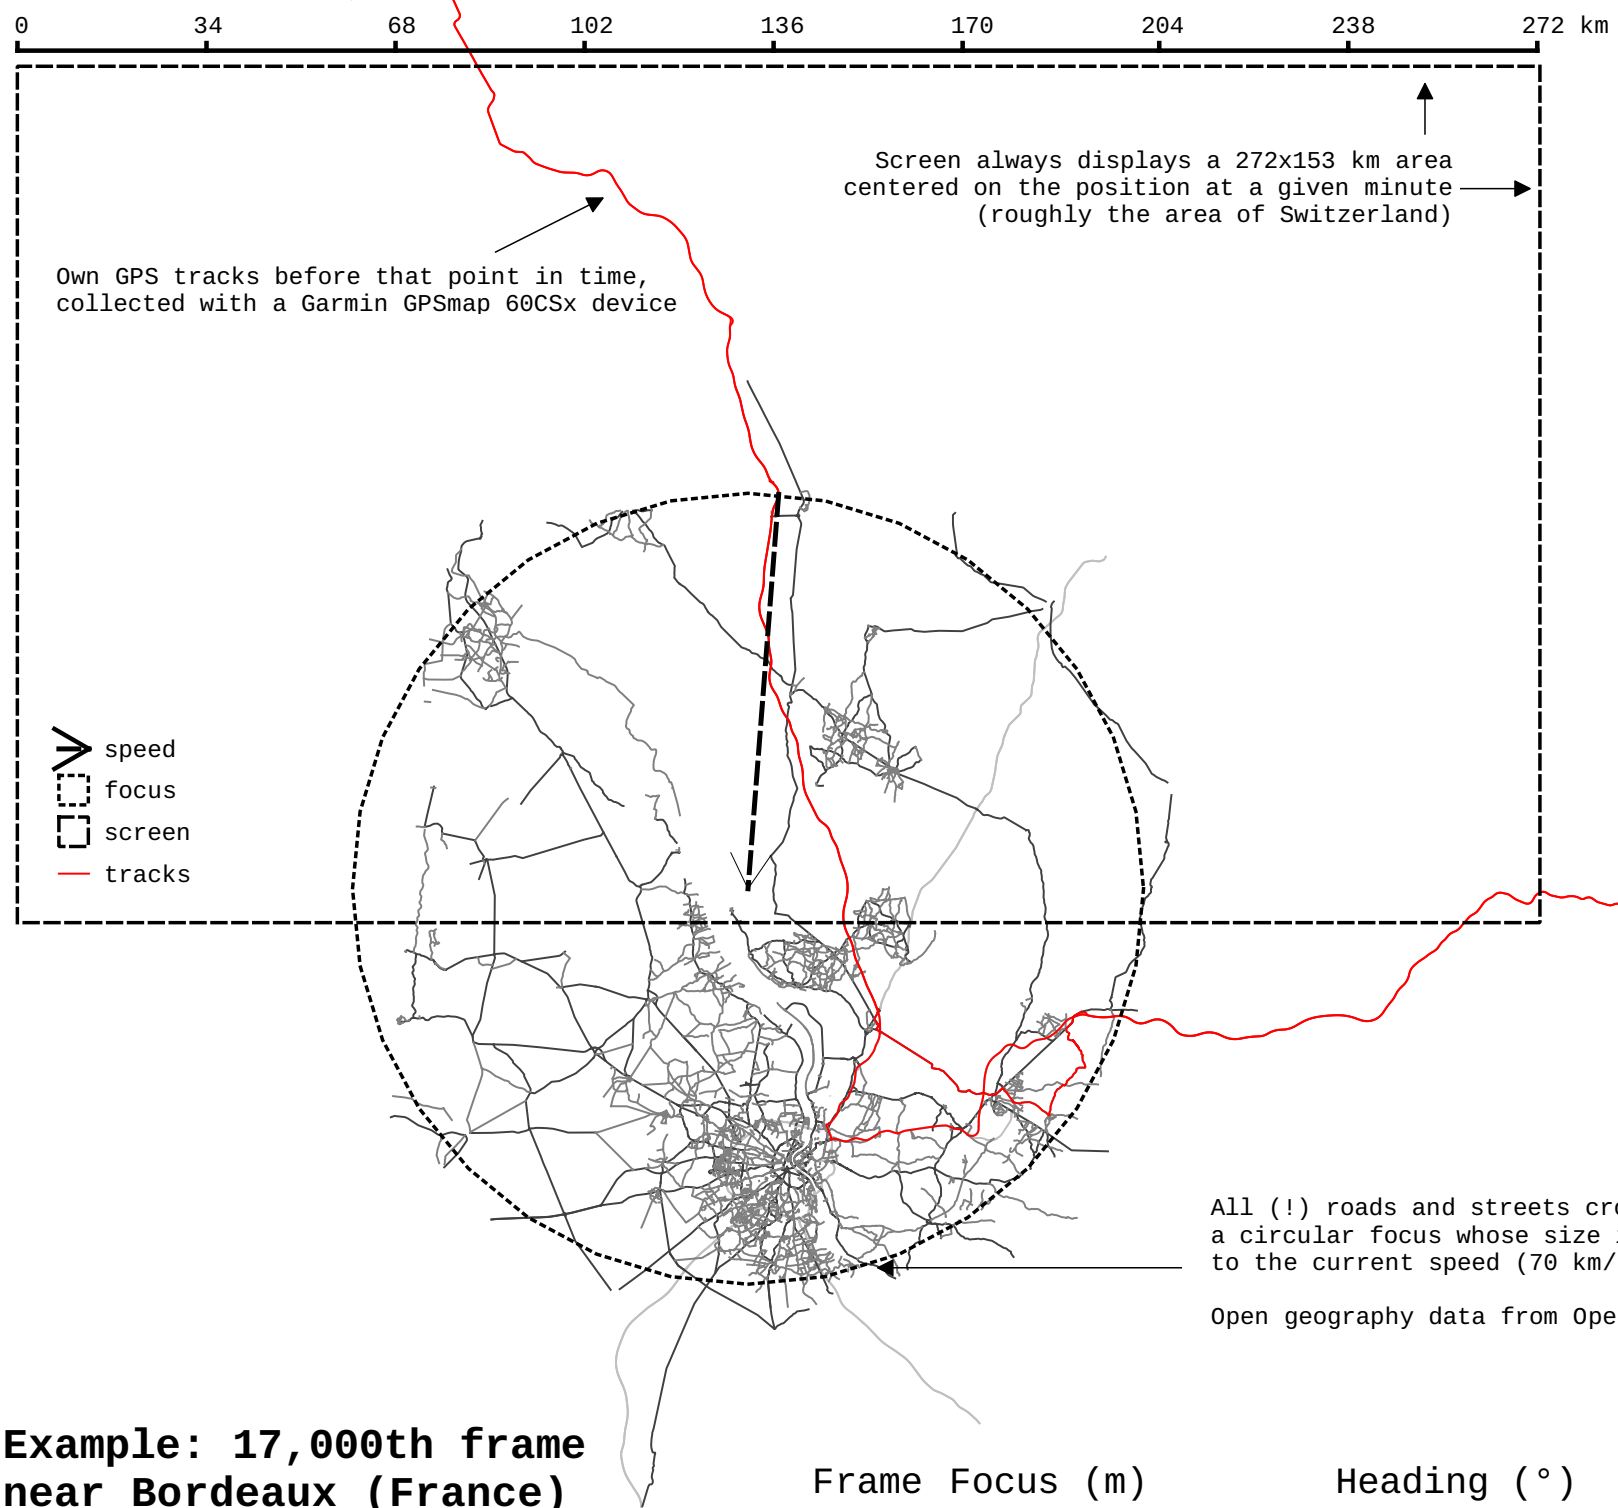 0 34 68 102 136 170 204 238 272 km
Screen always displays a 272x153 km area
centered on the position at a given minute
(roughly the area of Switzerland)
Own GPS tracks before that point in time,
collected with a Garmin GPSmap 60CSx device
speed
focus
screen
tracks
All (!) roads and streets
a circular focus whose size
to the current speed (70 km/
Open geography data from
Example: 17,000th frame
near Bordeaux (France)
Frame Focus (m)
Heading (°)